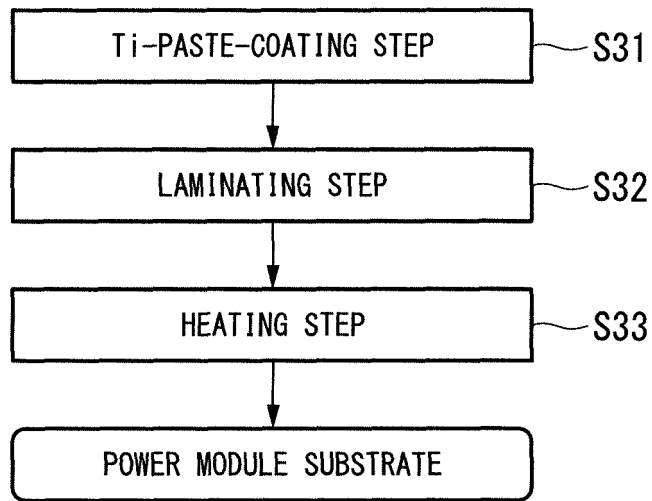 Ti-PASTE-COATING STEP
S31
LAMINATING STEP
S32
HEATING STEP
S33
POWER MODULE SUBSTRATE